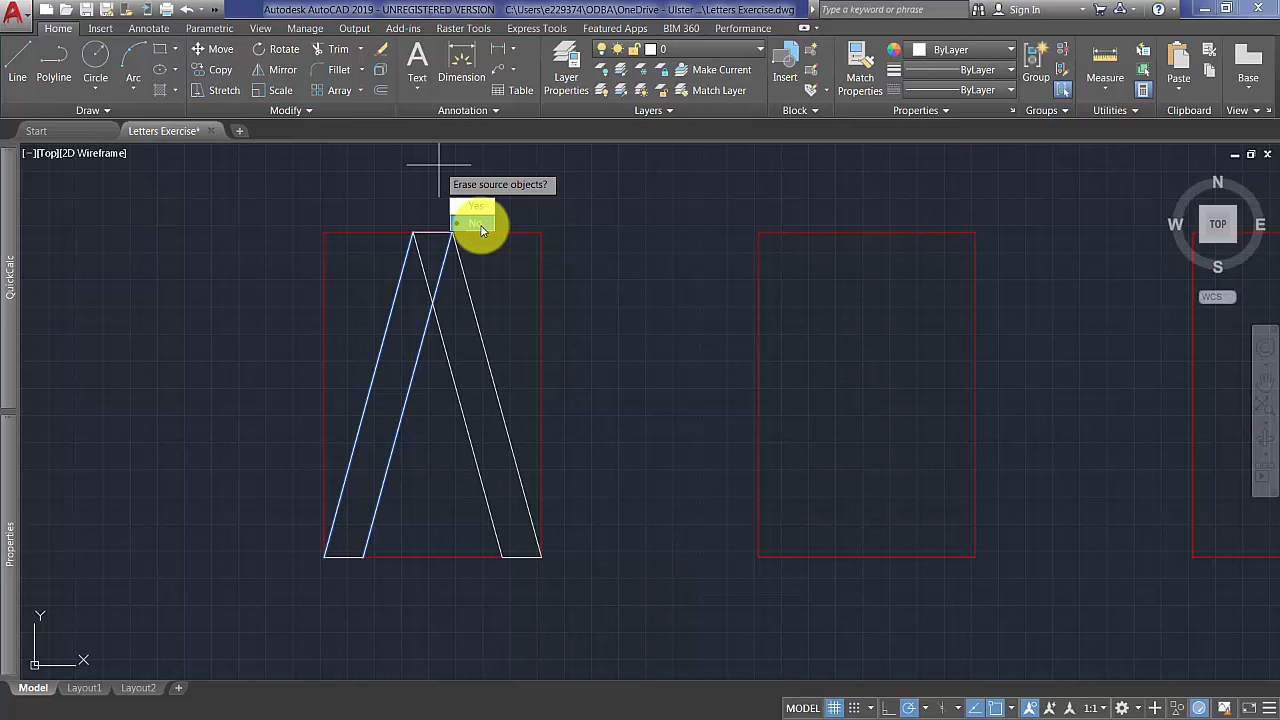 A Autodesk AutoCAD 2019 - UNREGISTERED VERSION C:\Users\e229374\ODBA\OneDrive - Ulster ...\Letters Exercise.dwg Type a keyword or phrase Sign In ?
Home Insert Annotate Parametric View Manage Output Add-ins Raster Tools Express Tools Featured Apps BIM 360 Performance
Line Polyline Circle Arc
Move Rotate Trim
Copy Mirror Fillet
Stretch Scale Array
Text Dimension Table
Layer Properties
0
Make Current
Match Layer
Insert
Match Properties
ByLayer
ByLayer
ByLayer
Group
Measure
Paste
Base
Draw Modify Annotation Layers Block Properties Groups Utilities Clipboard View
Start Letters Exercise*
[−][Top][2D Wireframe]
QuickCalc
Properties
Erase source objects?
Yes
No
N
W TOP E
S
WCS
Y
X
Model Layout1 Layout2
MODEL 1:1